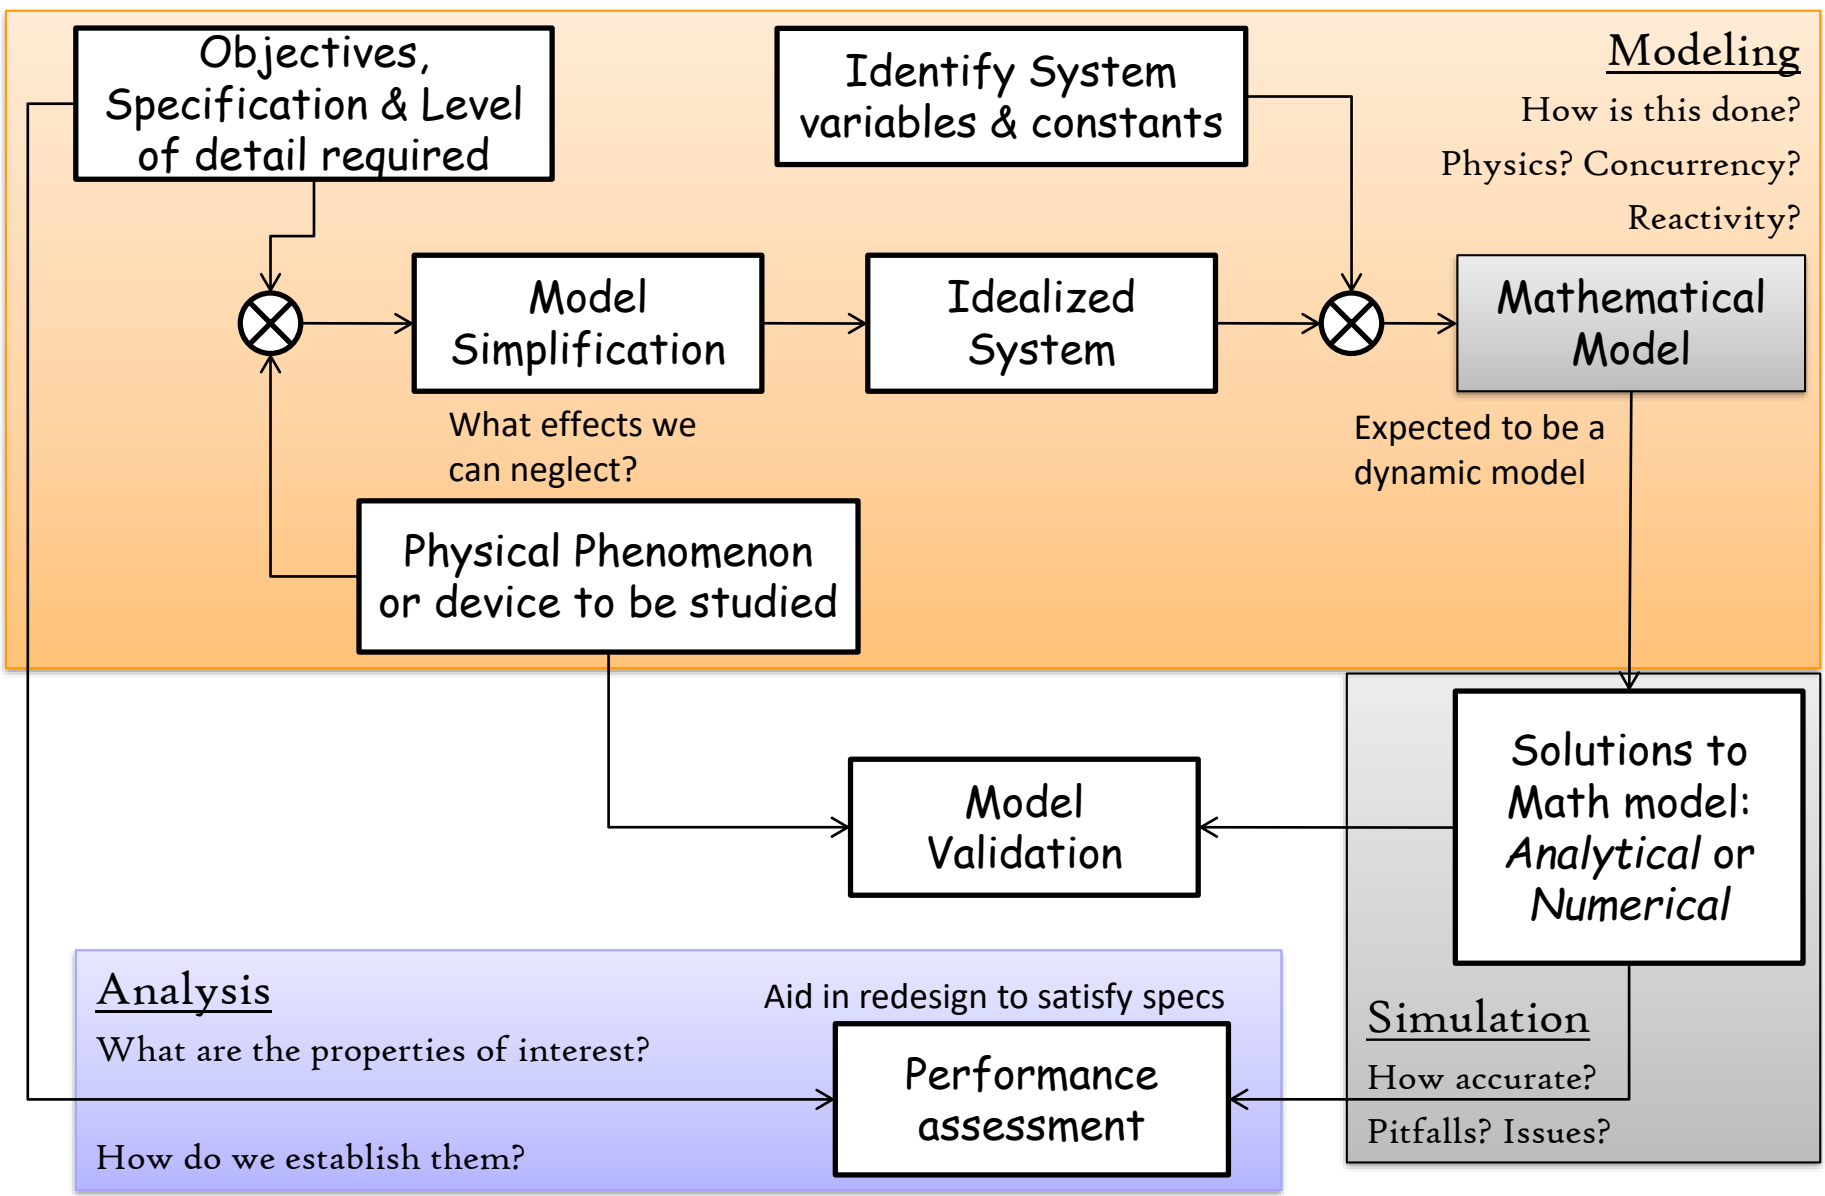 Objectives,
Specification & Level
of detail required
Identify System
variables & constants
Modeling
How is this done?
Physics? Concurrency?
Reactivity?
Model
Simplification
Idealized
System
Mathematical
Model
What effects we
can neglect?
Expected to be a
dynamic model
Physical Phenomenon
or device to be studied
Solutions to
Math model:
Analytical or
Numerical
Model
Validation
Analysis
What are the properties of interest?
How do we establish them?
Aid in redesign to satisfy specs
Performance
assessment
Simulation
How accurate?
Pitfalls? Issues?